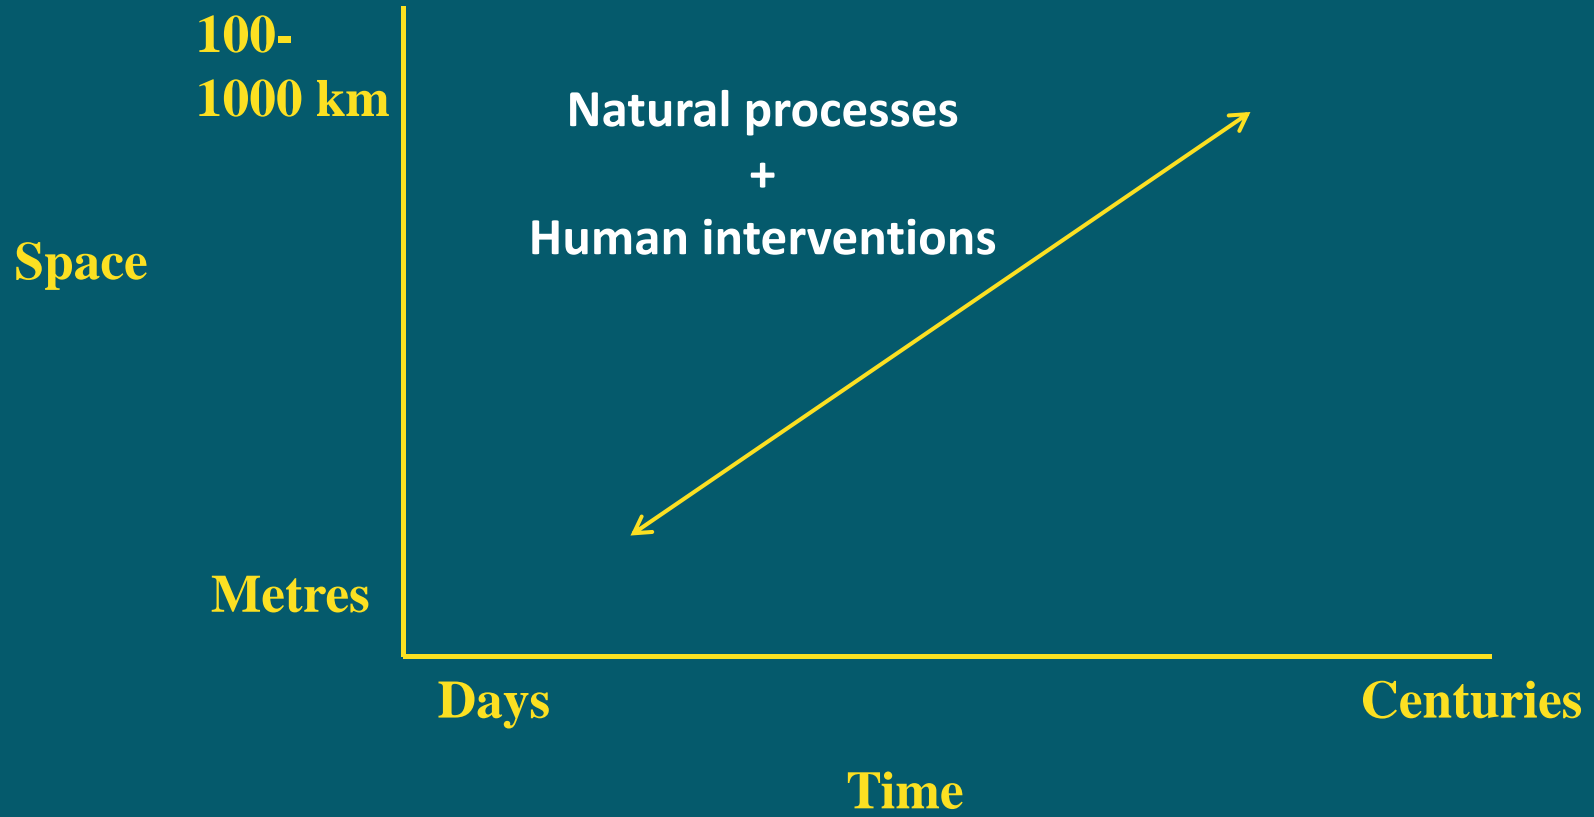 100-
1000 km
Natural processes
+
Human interventions
Space
Metres
Days
Centuries
Time